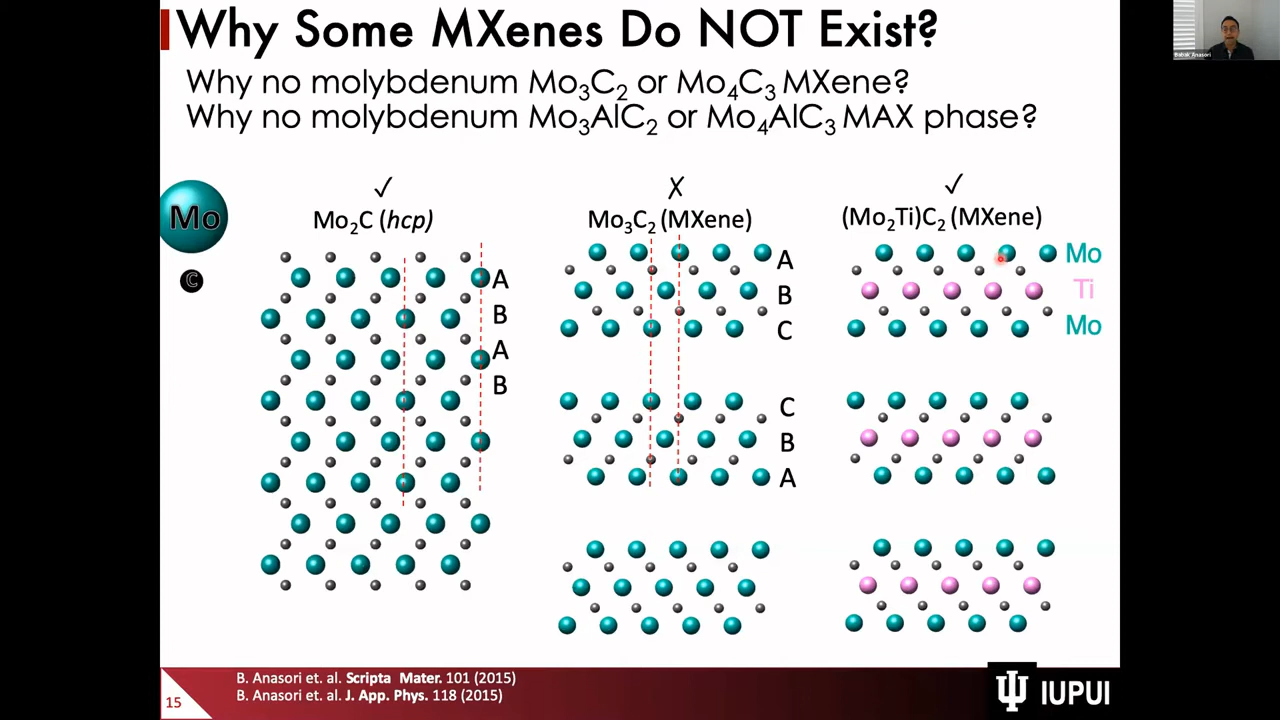 Why Some MXenes Do NOT Exist?
Why no molybdenum Mo₃C₂ or Mo₄C₃ MXene?
Why no molybdenum Mo₃AlC₂ or Mo₄AlC₃ MAX phase?
Mo
C
✓
Mo₂C (hcp)
A
B
A
B
✗
Mo₃C₂ (MXene)
A
B
C
C
B
A
✓
(Mo₂Ti)C₂ (MXene)
Mo
Ti
Mo
15
B. Anasori et. al. Scripta Mater. 101 (2015)
B. Anasori et. al. J. App. Phys. 118 (2015)
IUPUI
Babak Anasori